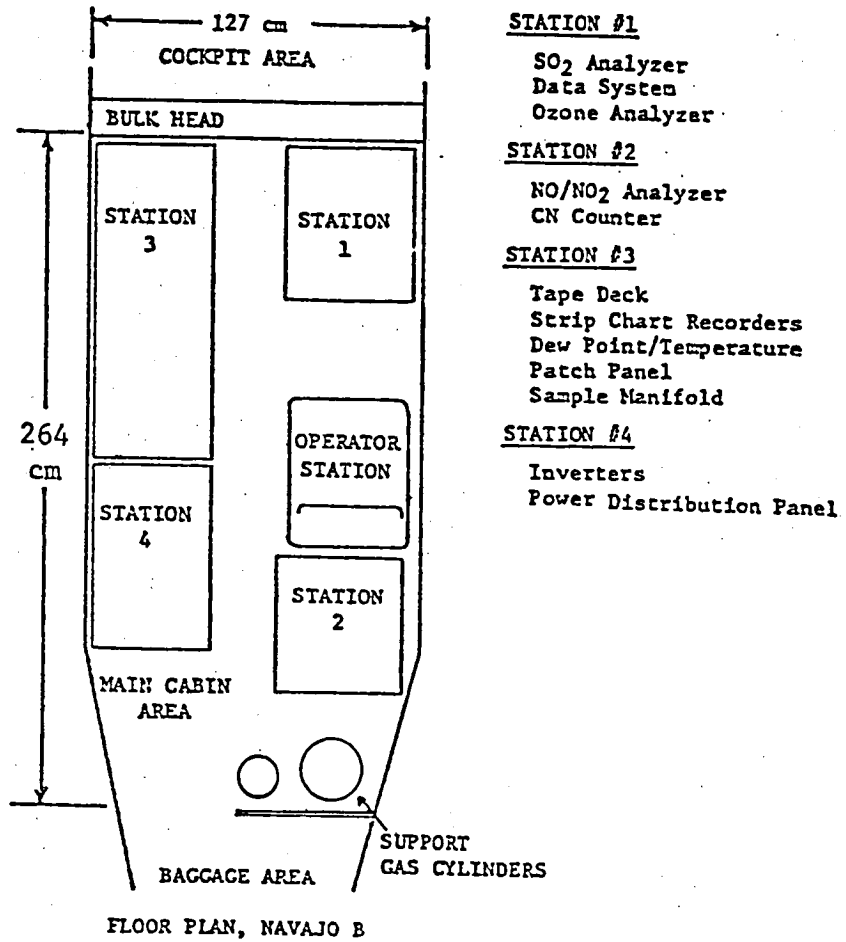 127 cm
COCKPIT AREA
BULK HEAD
STATION
3
STATION
1
264
cm
OPERATOR
STATION
STATION
4
STATION
2
MAIN CABIN
AREA
SUPPORT
GAS CYLINDERS
BAGGAGE AREA
FLOOR PLAN, NAVAJO B
STATION #1
SO2 Analyzer
Data System
Ozone Analyzer
STATION #2
NO/NO2 Analyzer
CN Counter
STATION #3
Tape Deck
Strip Chart Recorders
Dew Point/Temperature
Patch Panel
Sample Manifold
STATION #4
Inverters
Power Distribution Panel